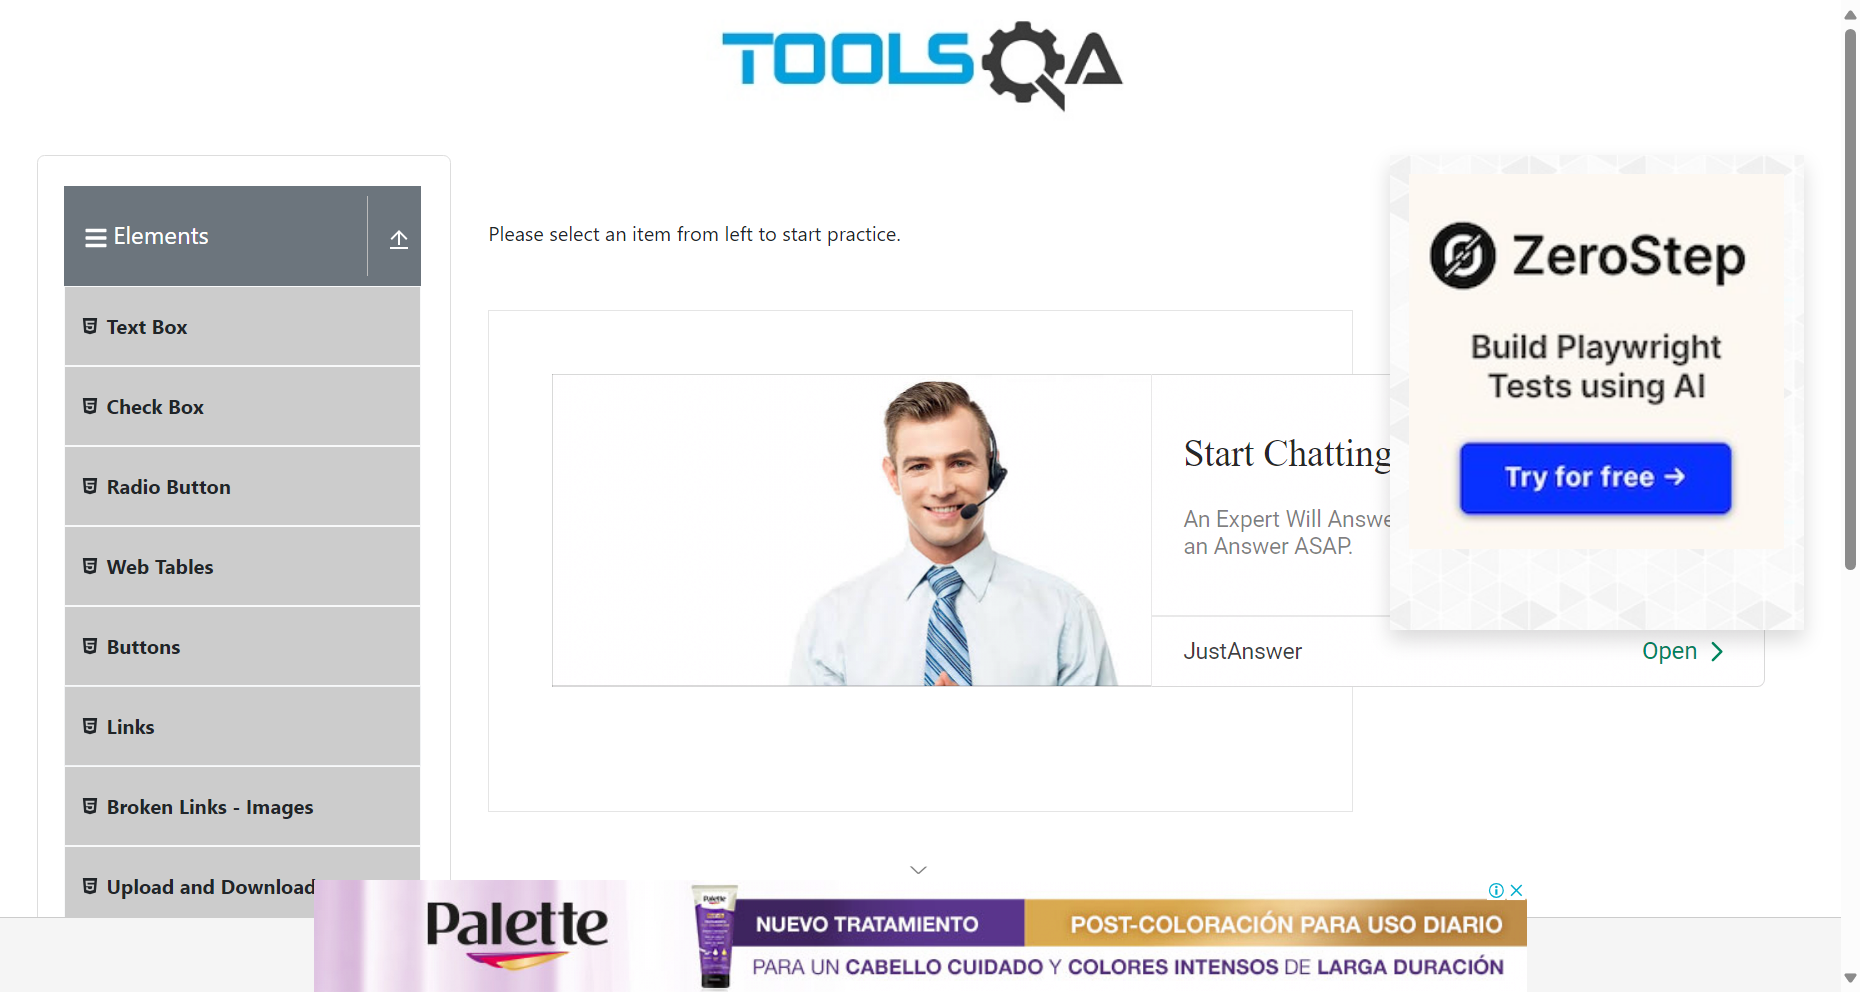 TOOLSQA
Elements
Text Box
Check Box
Radio Button
Web Tables
Buttons
Links
Broken Links - Images
Upload and Download
Please select an item from left to start practice.
Start Chatting
An Expert Will Answe
an Answer ASAP.
JustAnswer
Open
ZeroStep
Build Playwright
Tests using AI
Try for free →
Palette
Palette
NUEVO TRATAMIENTO
POST-COLORACIÓN PARA USO DIARIO
PARA UN CABELLO CUIDADO Y COLORES INTENSOS DE LARGA DURACIÓN